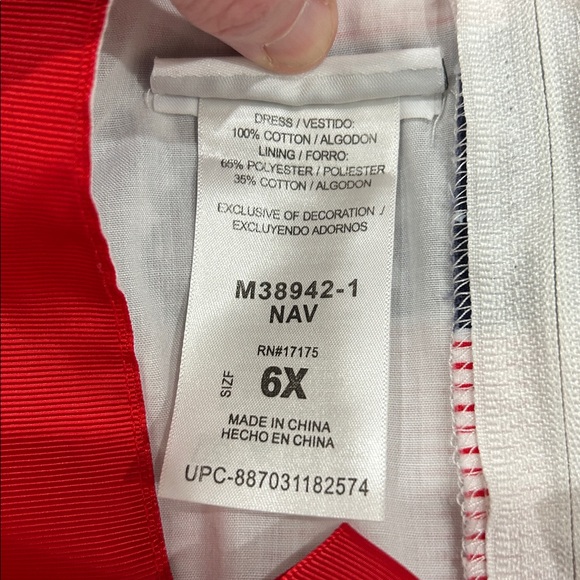 DRESS / VESTIDO:
100% COTTON / ALGODON
LINING / FORRO:
65% POLYESTER / POLIESTER
35% COTTON / ALGODON
EXCLUSIVE OF DECORATION /
EXCLUYENDO ADORNOS
M38942-1
NAV
RN#17175
SIZE 6X
MADE IN CHINA
HECHO EN CHINA
UPC-887031182574